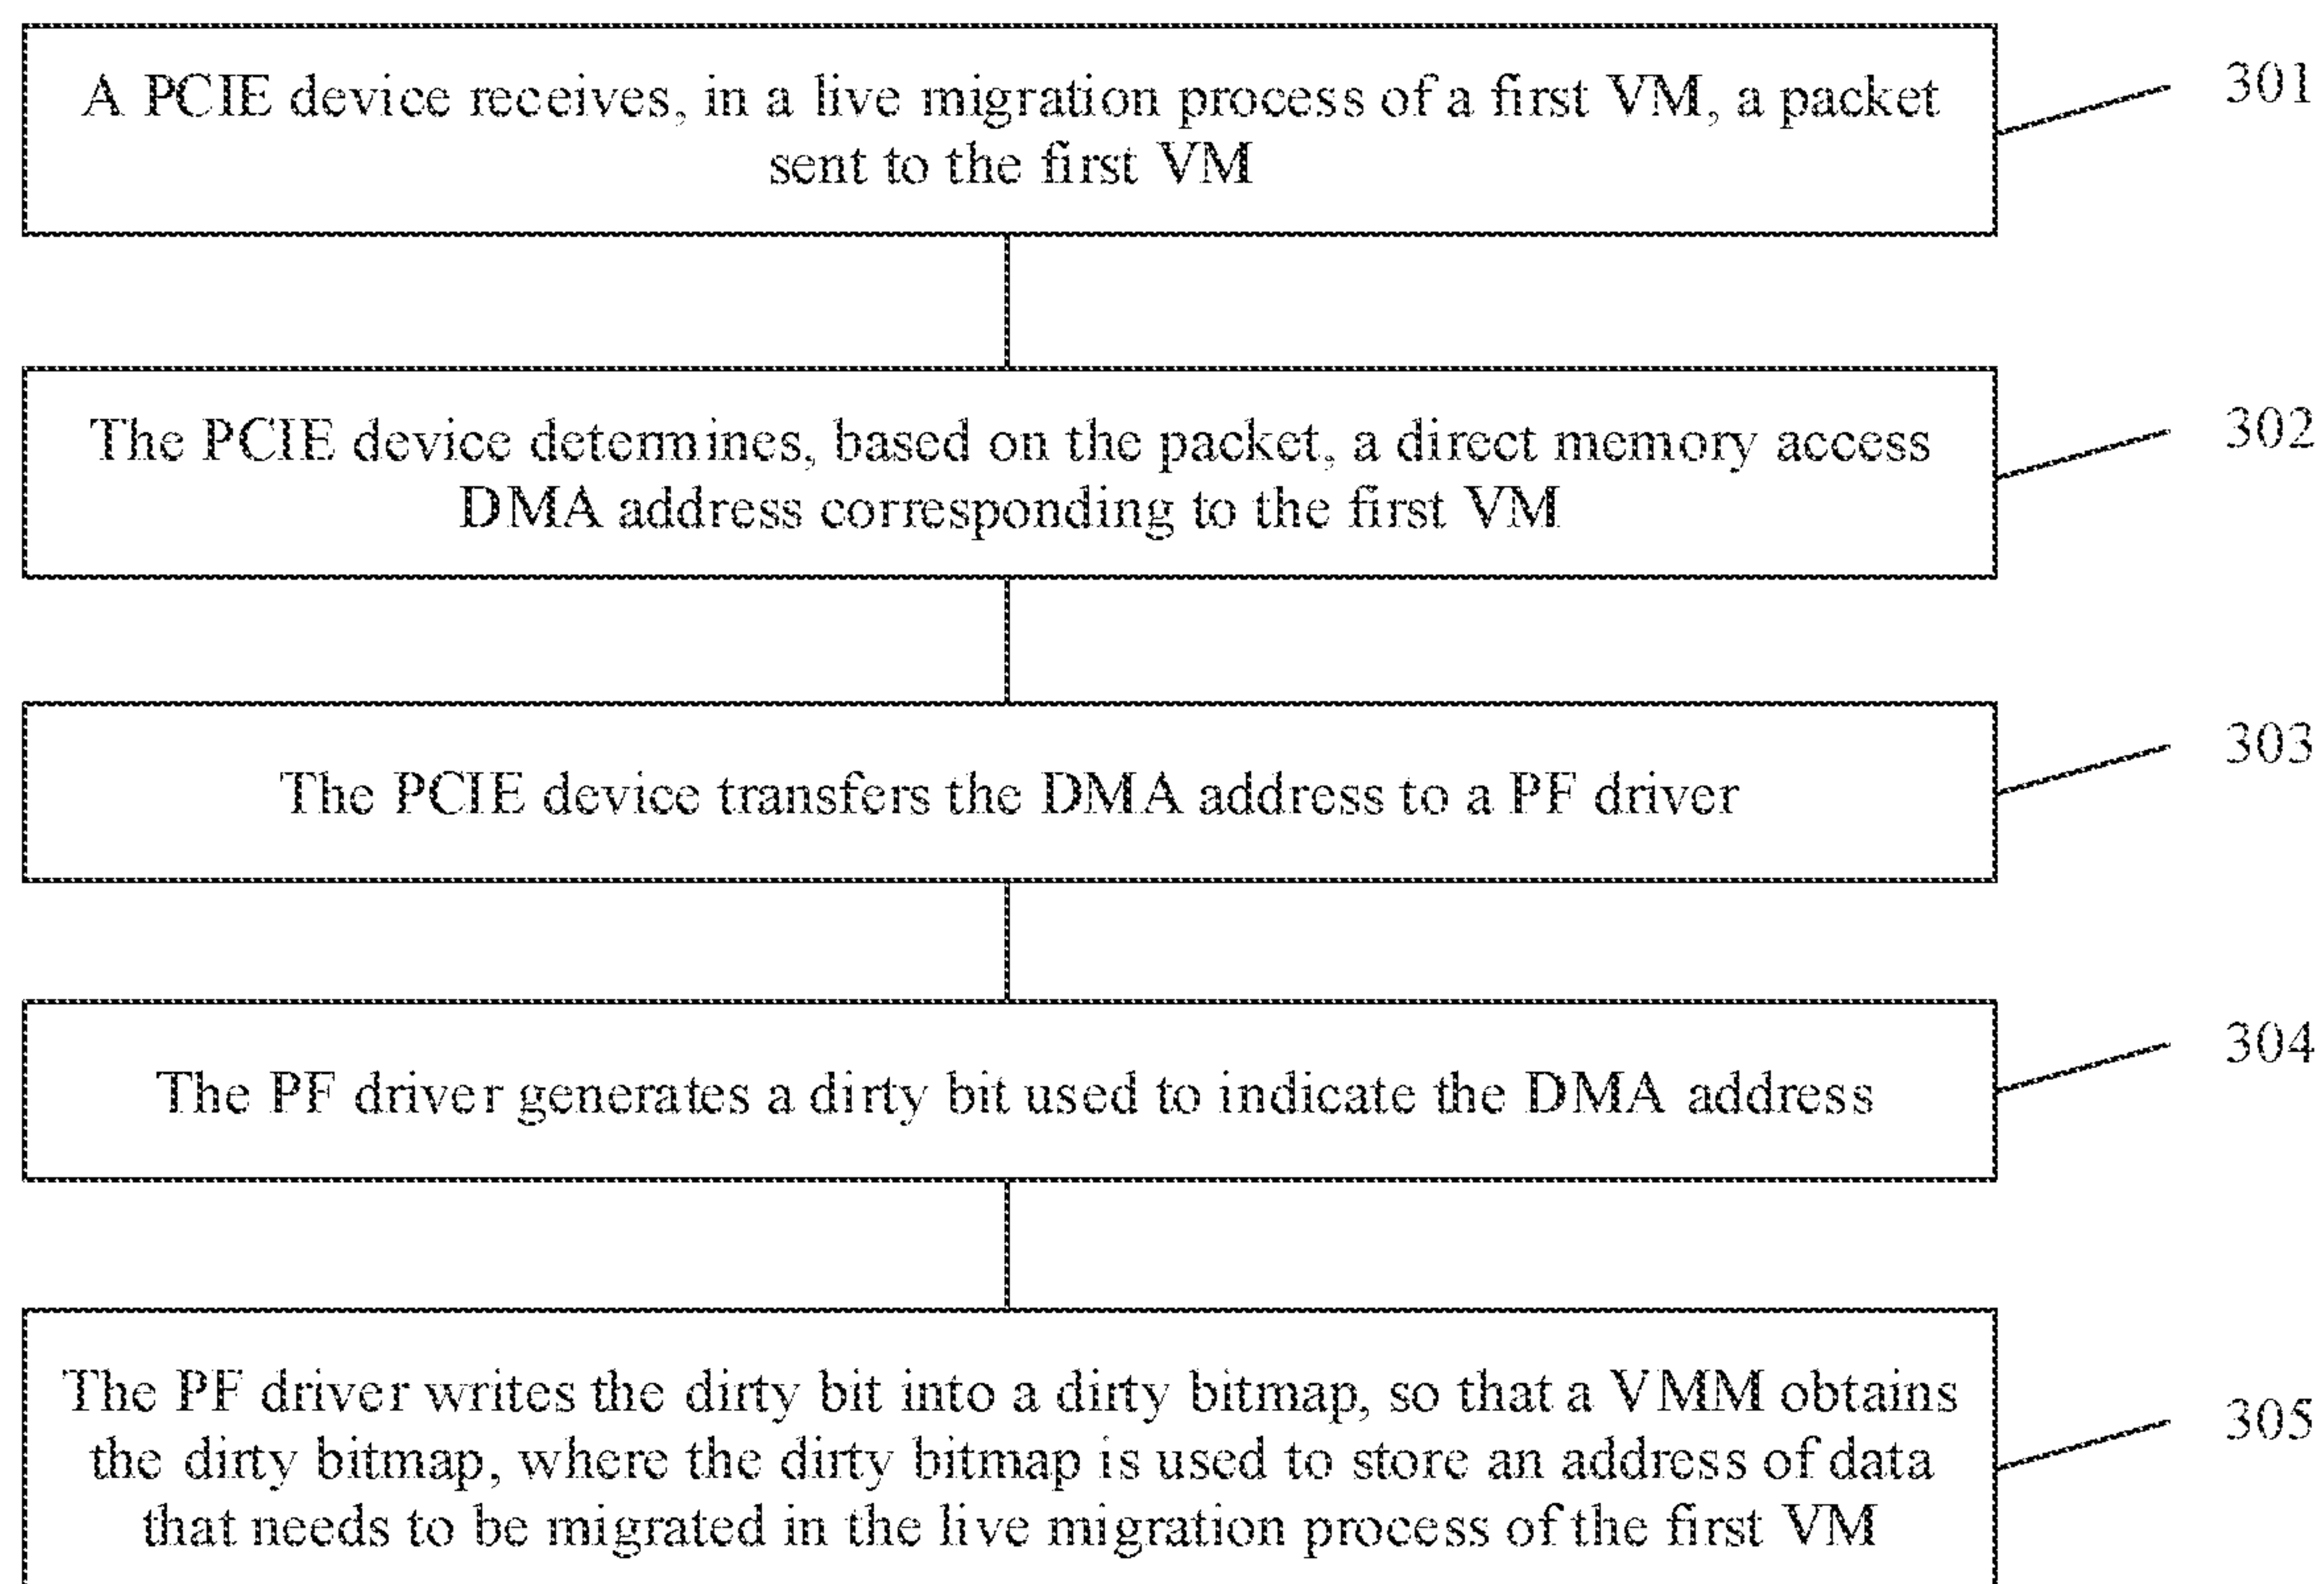 A PCIE device receives, in a live migration process of a first VM, a packet
sent to the first VM
301
The PCIE device determines, based on the packet, a direct memory access
DMA address corresponding to the first VM
302
The PCIE device transfers the DMA address to a PF driver
303
The PF driver generates a dirty bit used to indicate the DMA address
304
The PF driver writes the dirty bit into a dirty bitmap, so that a VMM obtains
the dirty bitmap, where the dirty bitmap is used to store an address of data
that needs to be migrated in the live migration process of the first VM
305